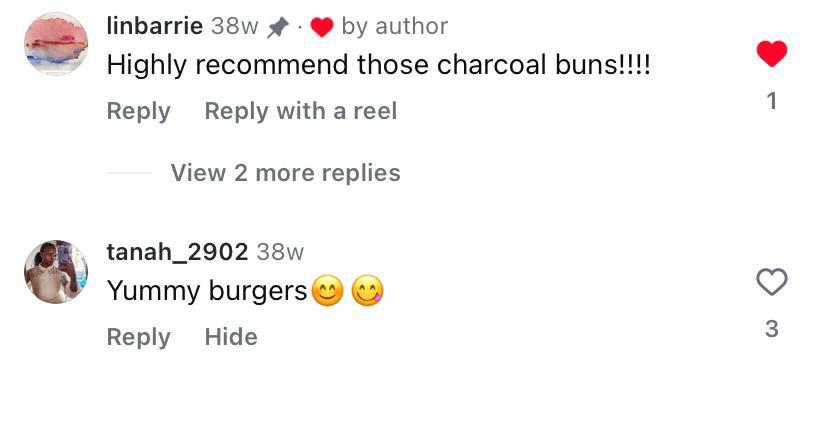 linbarrie 38w 📌 · ❤️ by author
Highly recommend those charcoal buns!!!!
1
Reply Reply with a reel
View 2 more replies
tanah_2902 38w
Yummy burgers😊😋
3
Reply Hide